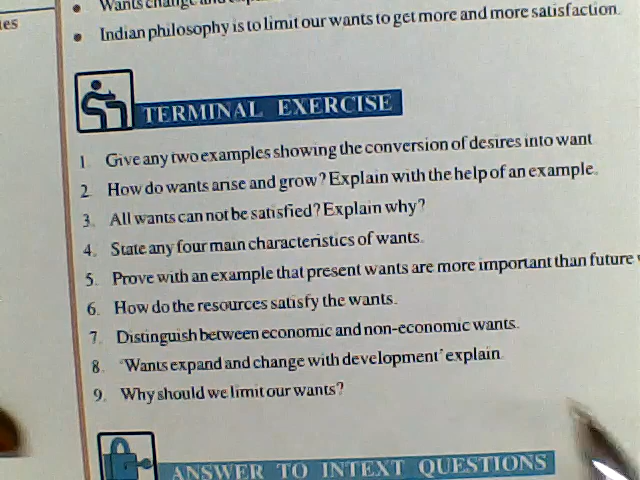 ies
Wants change and
• Indian philosophy is to limit our wants to get more and more satisfaction.
TERMINAL EXERCISE
1. Give any two examples showing the conversion of desires into want
2. How do wants arise and grow? Explain with the help of an example.
3. All wants can not be satisfied? Explain why?
4. State any four main characteristics of wants.
5. Prove with an example that present wants are more important than future
6. How do the resources satisfy the wants.
7. Distinguish between economic and non-economic wants.
8. 'Wants expand and change with development' explain.
9. Why should we limit our wants?
ANSWER TO INTEXT QUESTIONS